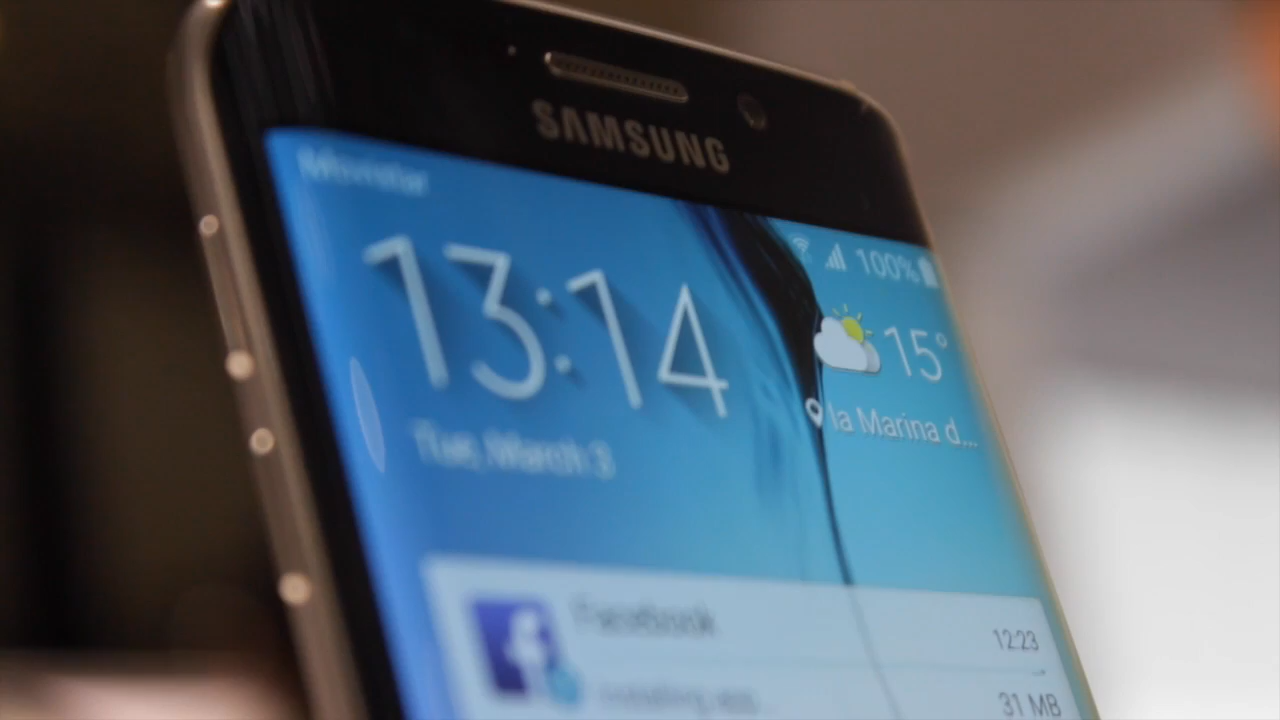 SAMSUNG
Movistar
100%
13:14
15°
la Marina d...
Tue, March 3
Facebook
12:23
31 MB